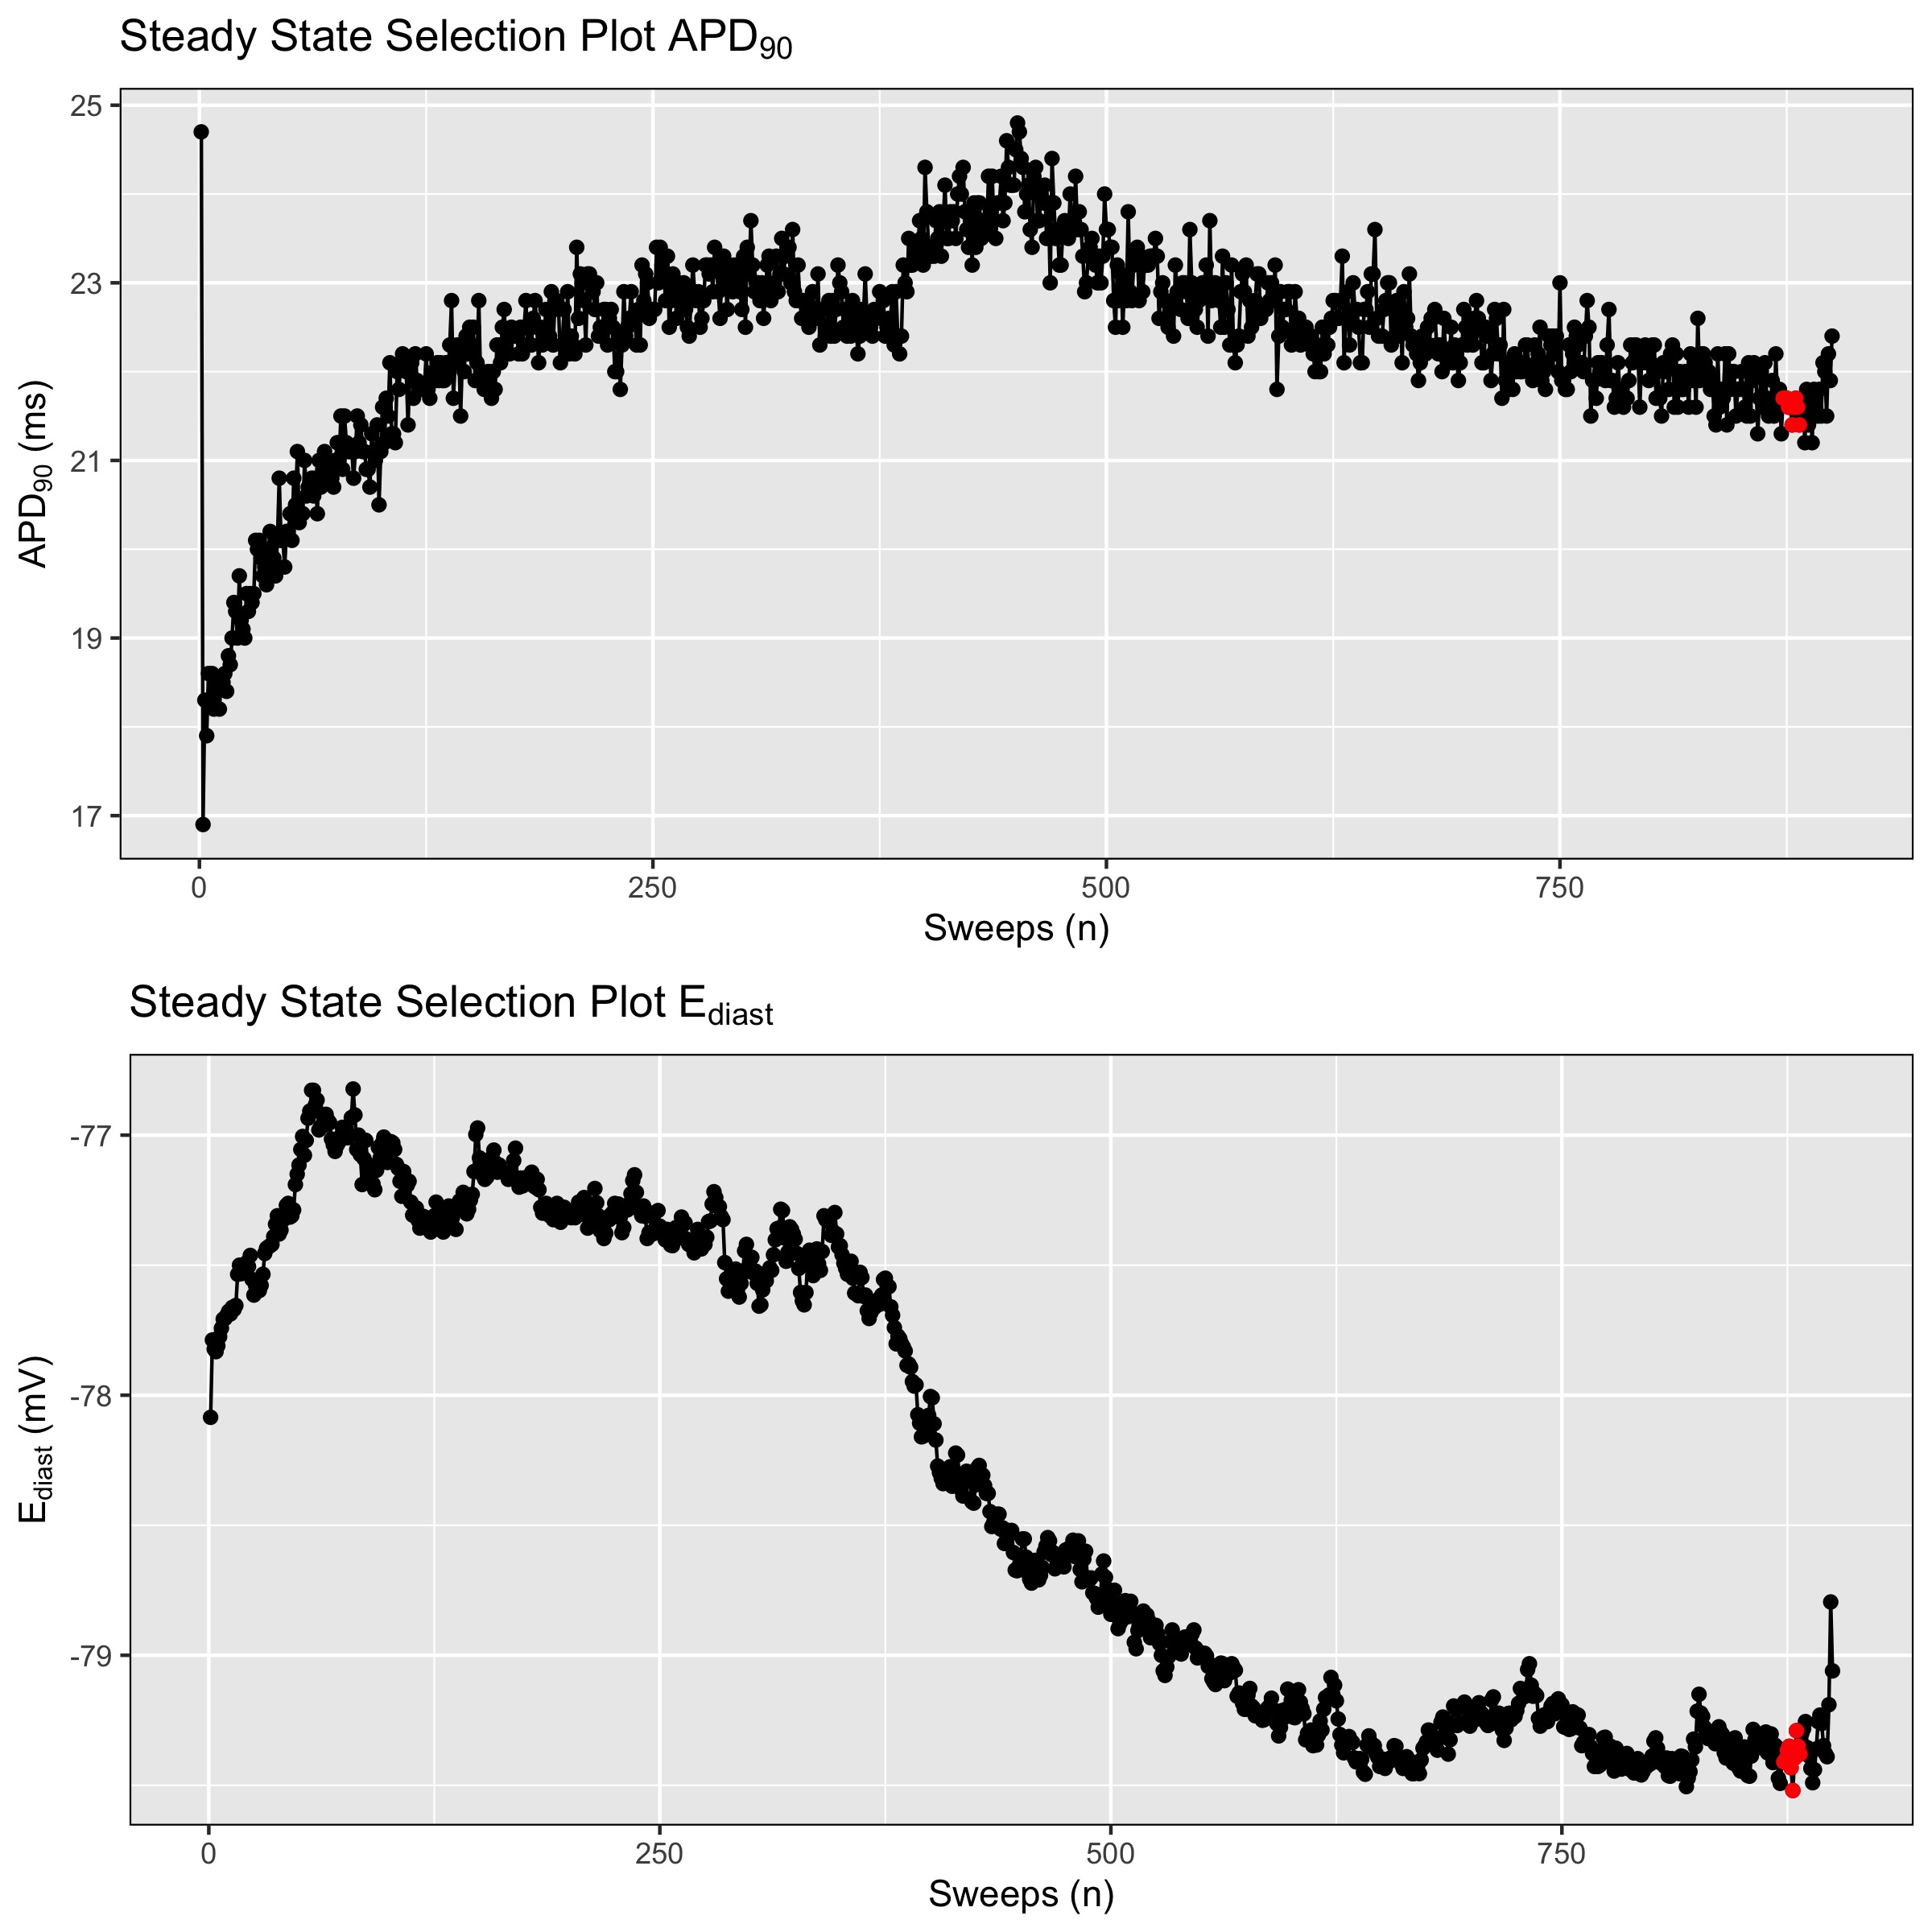 Steady State Selection Plot APD90
25
23
21
19
17
APD90 (ms)
0 250 500 750
Sweeps (n)
Steady State Selection Plot Ediast
-77
-78
-79
Ediast (mV)
0 250 500 750
Sweeps (n)